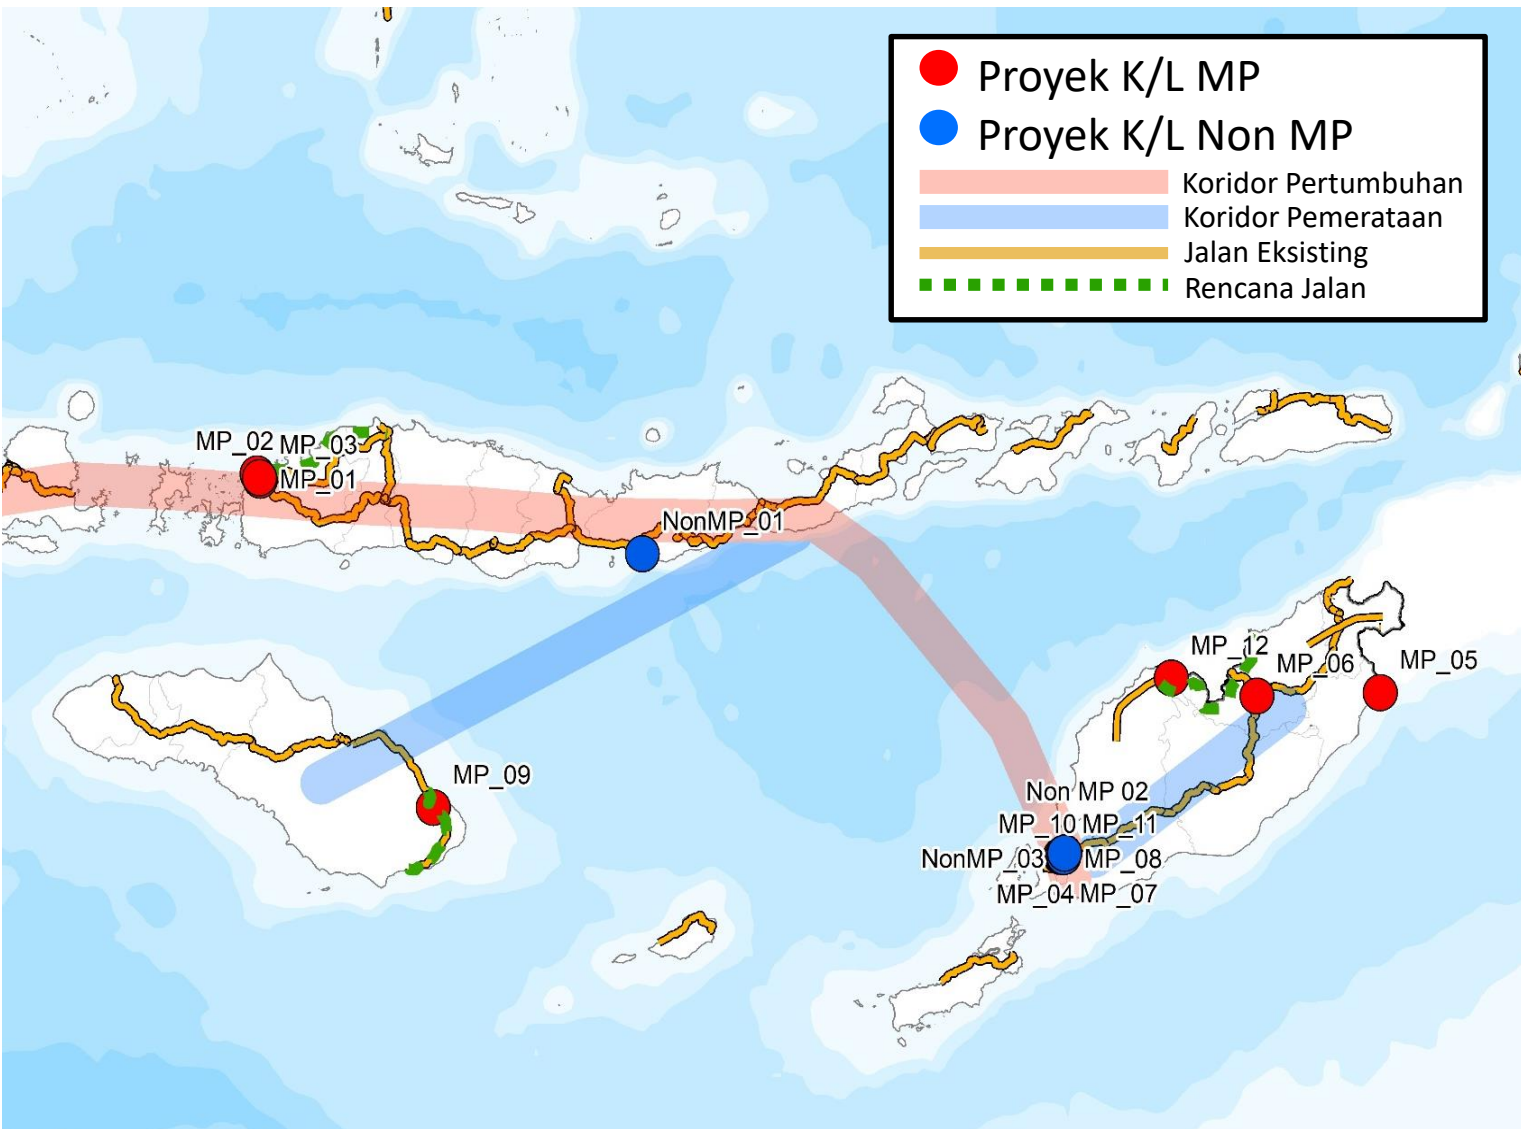 Proyek K/L MP
Proyek K/L Non MP
Koridor Pertumbuhan
Koridor Pemerataan
Jalan Eksisting
Rencana Jalan
MP_02 MP_03
MP_01
NonMP_01
MP_12
MP_06
MP_05
MP_09
Non MP 02
MP_10 MP_11
NonMP_03 MP_08
MP_04 MP_07